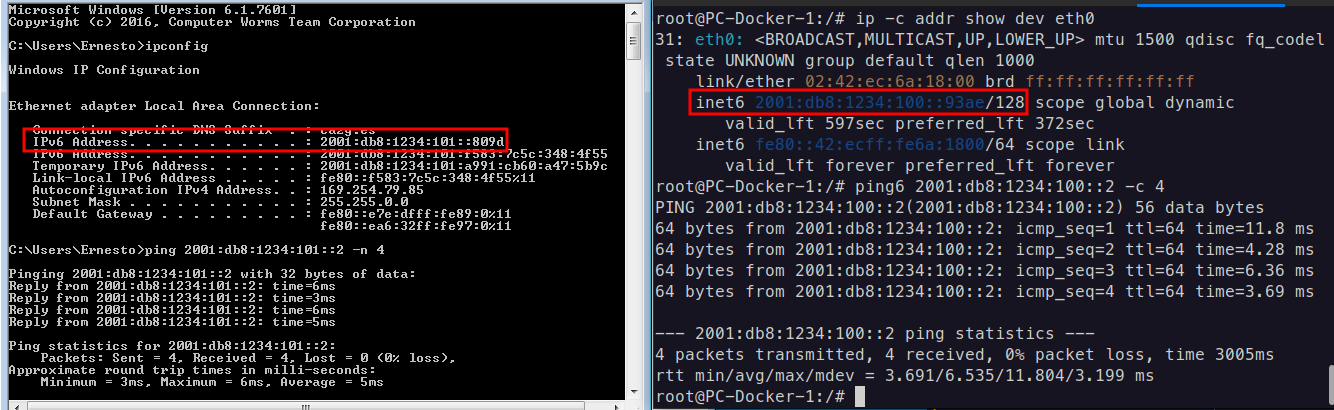 Microsoft Windows [Version 6.1.7601]
Copyright (c) 2016, Computer Worms Team Corporation
C:\Users\Ernesto>ipconfig
Windows IP Configuration
Ethernet adapter Local Area Connection:
Connection-specific DNS Suffix . : ca2g.es
IPv6 Address. . . . . . . . . . . : 2001:db8:1234:101::809d
IPv6 Address. . . . . . . . . . . : 2001:db8:1234:101:f583:7c5c:348:4f55
Temporary IPv6 Address. . . . . . : 2001:db8:1234:101:a991:cb60:a47:5b9c
Link-local IPv6 Address . . . . . : fe80::f583:7c5c:348:4f55%11
Autoconfiguration IPv4 Address. . : 169.254.79.85
Subnet Mask . . . . . . . . . . . : 255.255.0.0
Default Gateway . . . . . . . . . : fe80::e7e:dfff:fe89:0%11
fe80::ea6:32ff:fe97:0%11
C:\Users\Ernesto>ping 2001:db8:1234:101::2 -n 4
Pinging 2001:db8:1234:101::2 with 32 bytes of data:
Reply from 2001:db8:1234:101::2: time=6ms
Reply from 2001:db8:1234:101::2: time=3ms
Reply from 2001:db8:1234:101::2: time=6ms
Reply from 2001:db8:1234:101::2: time=5ms
Ping statistics for 2001:db8:1234:101::2:
Packets: Sent = 4, Received = 4, Lost = 0 (0% loss),
Approximate round trip times in milli-seconds:
Minimum = 3ms, Maximum = 6ms, Average = 5ms
root@PC-Docker-1:/# ip -c addr show dev eth0
31: eth0: <BROADCAST,MULTICAST,UP,LOWER_UP> mtu 1500 qdisc fq_codel
state UNKNOWN group default qlen 1000
link/ether 02:42:ec:6a:18:00 brd ff:ff:ff:ff:ff:ff
inet6 2001:db8:1234:100::93ae/128 scope global dynamic
valid_lft 597sec preferred_lft 372sec
inet6 fe80::42:ecff:fe6a:1800/64 scope link
valid_lft forever preferred_lft forever
root@PC-Docker-1:/# ping6 2001:db8:1234:100::2 -c 4
PING 2001:db8:1234:100::2(2001:db8:1234:100::2) 56 data bytes
64 bytes from 2001:db8:1234:100::2: icmp_seq=1 ttl=64 time=11.8 ms
64 bytes from 2001:db8:1234:100::2: icmp_seq=2 ttl=64 time=4.28 ms
64 bytes from 2001:db8:1234:100::2: icmp_seq=3 ttl=64 time=6.36 ms
64 bytes from 2001:db8:1234:100::2: icmp_seq=4 ttl=64 time=3.69 ms
--- 2001:db8:1234:100::2 ping statistics ---
4 packets transmitted, 4 received, 0% packet loss, time 3005ms
rtt min/avg/max/mdev = 3.691/6.535/11.804/3.199 ms
root@PC-Docker-1:/#